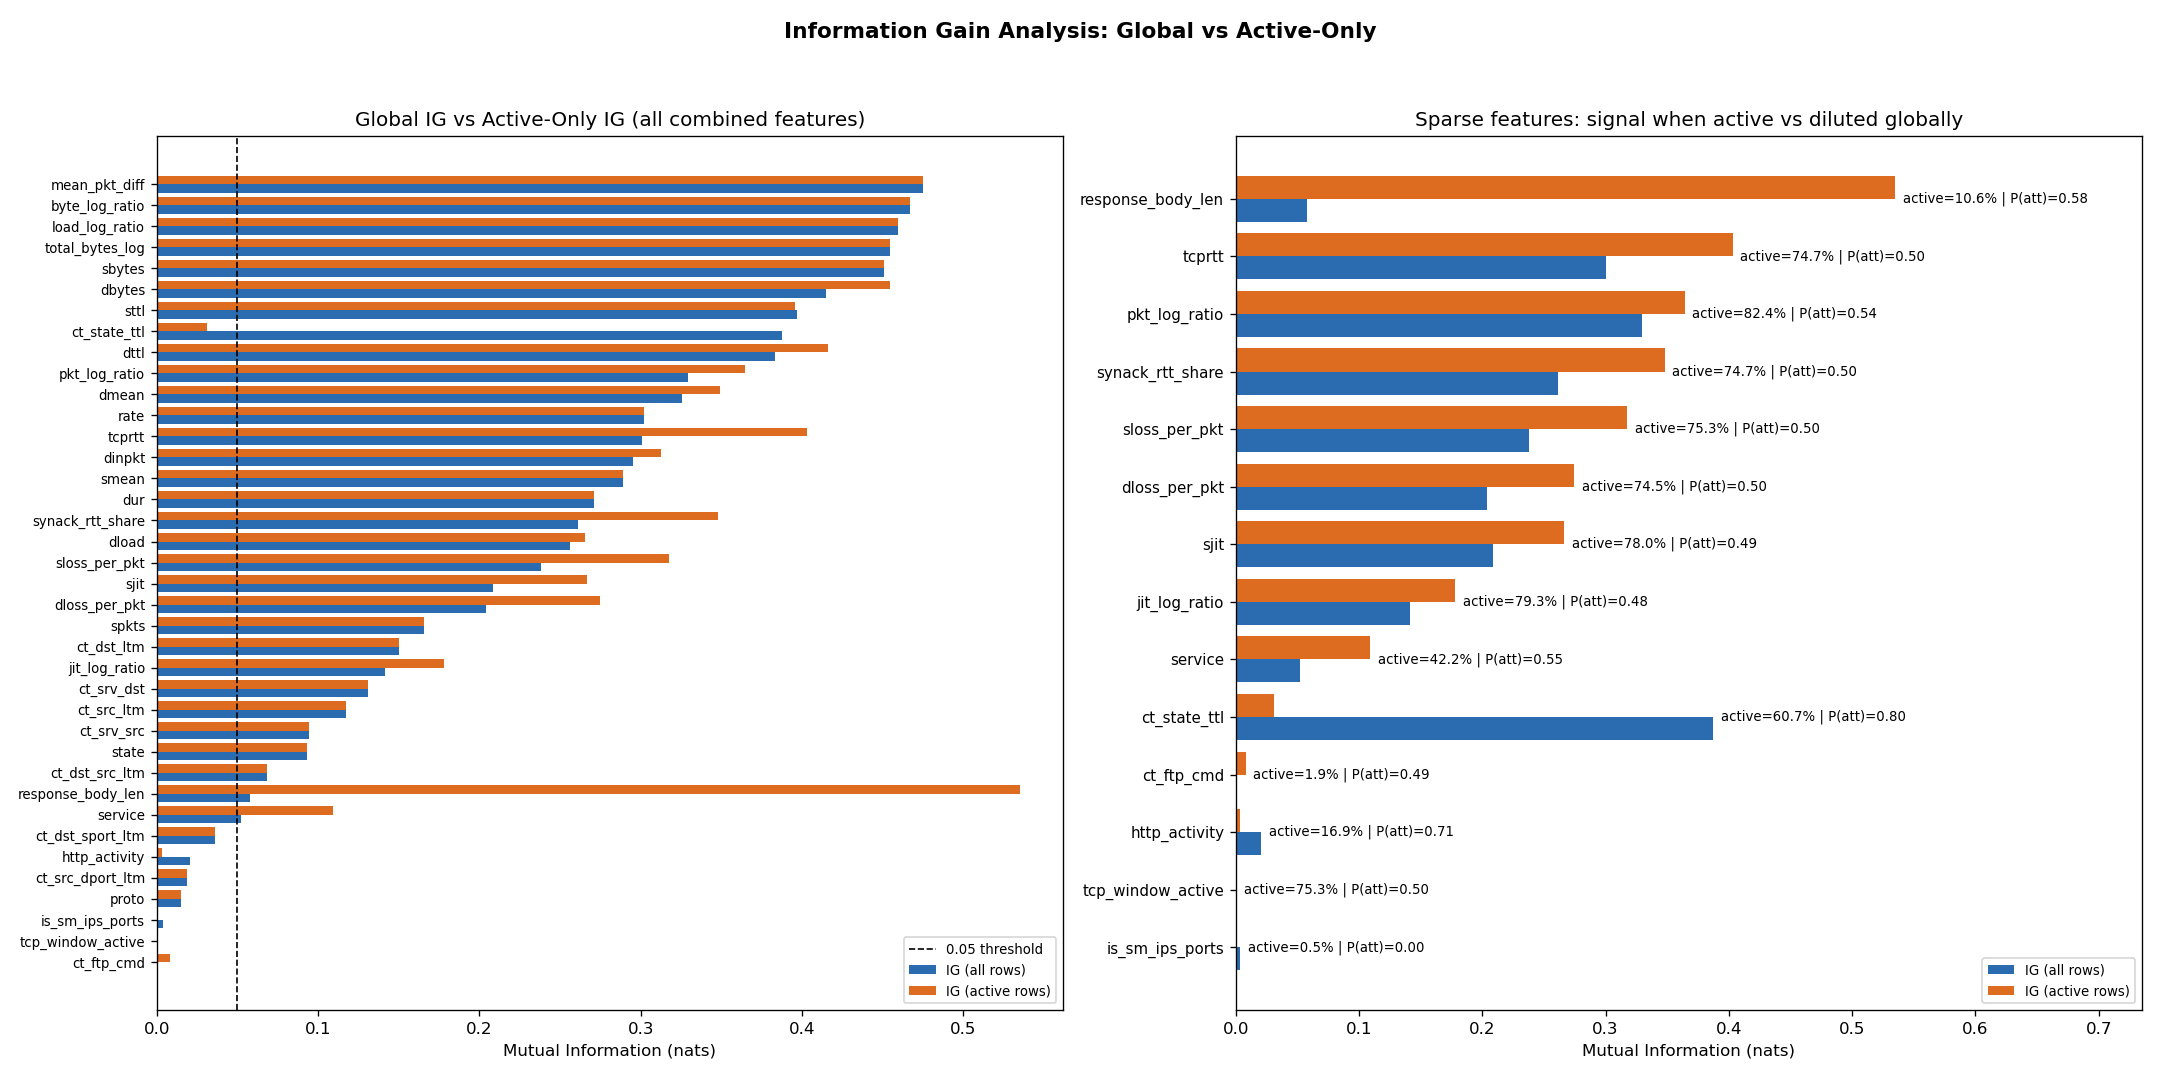 Information Gain Analysis: Global vs Active-Only
Global IG vs Active-Only IG (all combined features)
mean_pkt_diff
byte_log_ratio
load_log_ratio
total_bytes_log
sbytes
dbytes
sttl
ct_state_ttl
dttl
pkt_log_ratio
dmean
rate
tcprtt
dinpkt
smean
dur
synack_rtt_share
dload
sloss_per_pkt
sjit
dloss_per_pkt
spkts
ct_dst_ltm
jit_log_ratio
ct_srv_dst
ct_src_ltm
ct_srv_src
state
ct_dst_src_ltm
response_body_len
service
ct_dst_sport_ltm
http_activity
ct_src_dport_ltm
proto
is_sm_ips_ports
tcp_window_active
ct_ftp_cmd
0.05 threshold
IG (all rows)
IG (active rows)
0.0 0.1 0.2 0.3 0.4 0.5
Mutual Information (nats)
Sparse features: signal when active vs diluted globally
response_body_len active=10.6% | P(att)=0.58
tcprtt active=74.7% | P(att)=0.50
pkt_log_ratio active=82.4% | P(att)=0.54
synack_rtt_share active=74.7% | P(att)=0.50
sloss_per_pkt active=75.3% | P(att)=0.50
dloss_per_pkt active=74.5% | P(att)=0.50
sjit active=78.0% | P(att)=0.49
jit_log_ratio active=79.3% | P(att)=0.48
service active=42.2% | P(att)=0.55
ct_state_ttl active=60.7% | P(att)=0.80
ct_ftp_cmd active=1.9% | P(att)=0.49
http_activity active=16.9% | P(att)=0.71
tcp_window_active active=75.3% | P(att)=0.50
is_sm_ips_ports active=0.5% | P(att)=0.00
IG (all rows)
IG (active rows)
0.0 0.1 0.2 0.3 0.4 0.5 0.6 0.7
Mutual Information (nats)